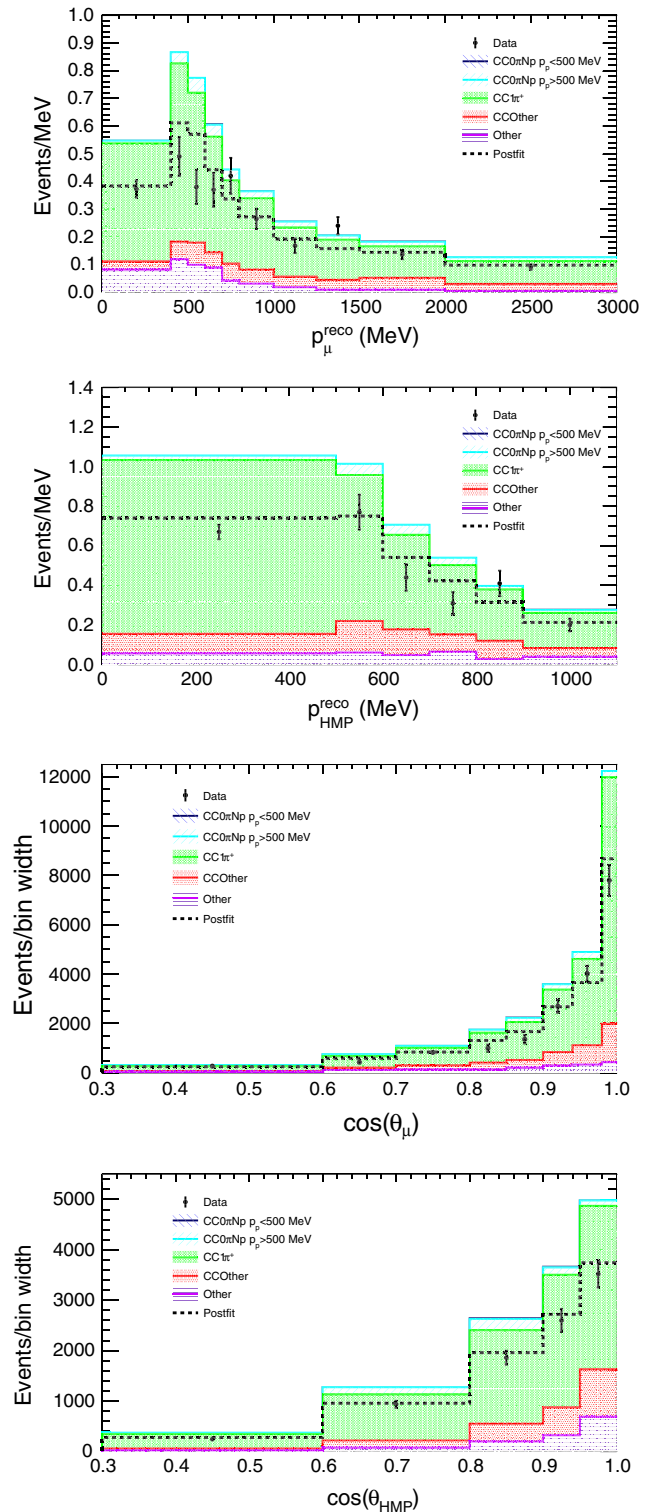 1.0
0.9
0.8
0.7
0.6
0.5
0.4
0.3
0.2
0.1
0.0
Events/MeV
Data
CC0πNp p_p<500 MeV
CC0πNp p_p>500 MeV
CC1π⁺
CCOther
Other
Postfit
0 500 1000 1500 2000 2500 3000
p_μ^reco (MeV)
1.4
1.2
1.0
0.8
0.6
0.4
0.2
0.0
Events/MeV
Data
CC0πNp p_p<500 MeV
CC0πNp p_p>500 MeV
CC1π⁺
CCOther
Other
Postfit
0 200 400 600 800 1000
p_HMP^reco (MeV)
12000
10000
8000
6000
4000
2000
0
Events/bin width
Data
CC0πNp p_p<500 MeV
CC0πNp p_p>500 MeV
CC1π⁺
CCOther
Other
Postfit
0.3 0.4 0.5 0.6 0.7 0.8 0.9 1.0
cos(θ_μ)
5000
4000
3000
2000
1000
0
Events/bin width
Data
CC0πNp p_p<500 MeV
CC0πNp p_p>500 MeV
CC1π⁺
CCOther
Other
Postfit
0.3 0.4 0.5 0.6 0.7 0.8 0.9 1.0
cos(θ_HMP)